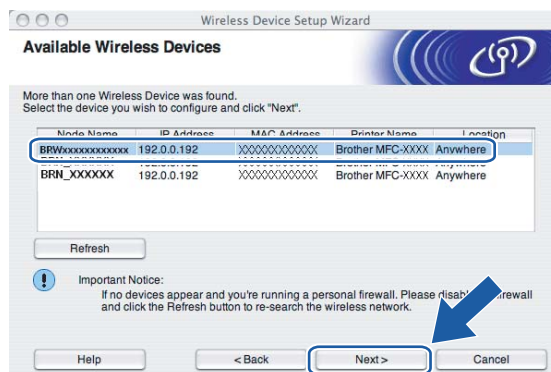 Wireless Device Setup Wizard
Available Wireless Devices
More than one Wireless Device was found.
Select the device you wish to configure and click "Next".
Node Name IP Address MAC Address Printer Name Location
BRWxxxxxxxxxxxx 192.0.0.192 XXXXXXXXXXXX Brother MFC-XXXX Anywhere
BRN_XXXXXX 192.0.0.192 XXXXXXXXXXXX Brother MFC-XXXX Anywhere
Refresh
Important Notice:
If no devices appear and you're running a personal firewall. Please firewall
and click the Refresh button to re-search the wireless network.
Help < Back Next > Cancel